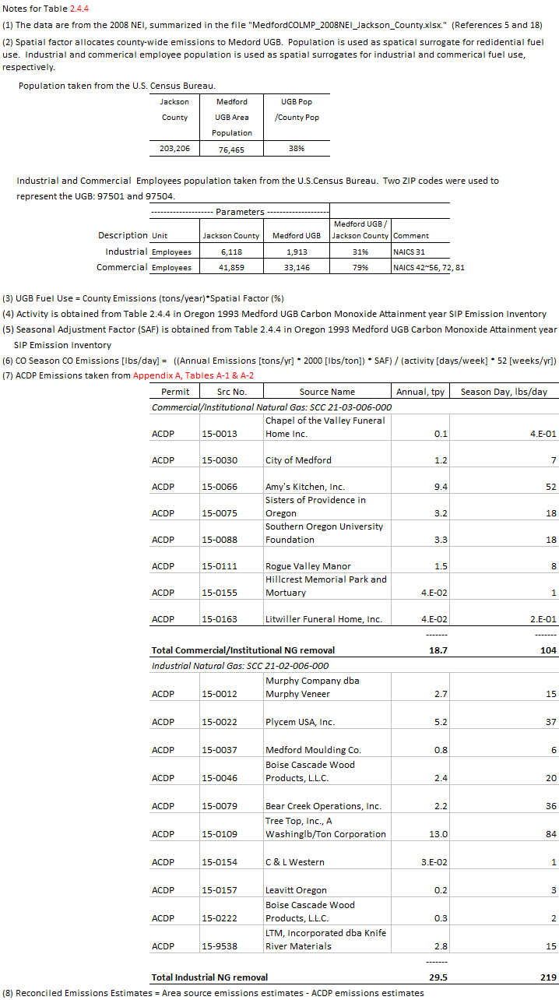 Notes for Table 2.4.4
(1) The data are from the 2008 NEI, summarized in the file "MedfordCOLMP_2008NEI_Jackson_County.xlsx." (References 5 and 18)
(2) Spatial factor allocates county-wide emissions to Medord UGB. Population is used as spatical surrogate for redidential fuel
use. Industrial and commerical employee population is used as spatial surrogates for industrial and commerical fuel use,
respectively.
Population taken from the U.S. Census Bureau.
Jackson Medford UGB Pop
County UGB Area /County Pop
Population
203,206 76,465 38%
Industrial and Commercial Employees population taken from the U.S.Census Bureau. Two ZIP codes were used to
represent the UGB: 97501 and 97504.
-------------------- Parameters --------------------
Medford UGB /
Description Unit Jackson County Medford UGB Jackson County Comment
Industrial Employees 6,118 1,913 31% NAICS 31
Commercial Employees 41,859 33,146 79% NAICS 42~56, 72, 81
(3) UGB Fuel Use = County Emissions (tons/year)*Spatial Factor (%)
(4) Activity is obtained from Table 2.4.4 in Oregon 1993 Medford UGB Carbon Monoxide Attainment year SIP Emission Inventory
(5) Seasonal Adjustment Factor (SAF) is obtained from Table 2.4.4 in Oregon 1993 Medford UGB Carbon Monoxide Attainment year
SIP Emission Inventory
(6) CO Season CO Emissions [lbs/day] = ((Annual Emissions [tons/yr] * 2000 [lbs/ton]) * SAF) / (activity [days/week] * 52 [weeks/yr])
(7) ACDP Emissions taken from Appendix A, Tables A-1 & A-2
Permit Src No. Source Name Annual, tpy Season Day, lbs/day
Commercial/Institutional Natural Gas: SCC 21-03-006-000
Chapel of the Valley Funeral
ACDP 15-0013 Home Inc. 0.1 4.E-01
ACDP 15-0030 City of Medford 1.2 7
ACDP 15-0066 Amy's Kitchen, Inc. 9.4 52
Sisters of Providence in
ACDP 15-0075 Oregon 3.2 18
Southern Oregon University
ACDP 15-0088 Foundation 3.3 18
ACDP 15-0111 Rogue Valley Manor 1.5 8
Hillcrest Memorial Park and
ACDP 15-0155 Mortuary 4.E-02 1
ACDP 15-0163 Litwiller Funeral Home, Inc. 4.E-02 2.E-01
------- -------
Total Commercial/Institutional NG removal 18.7 104
Industrial Natural Gas: SCC 21-02-006-000
Murphy Company dba
ACDP 15-0012 Murphy Veneer 2.7 15
ACDP 15-0022 Plycem USA, Inc. 5.2 37
ACDP 15-0037 Medford Moulding Co. 0.8 6
Boise Cascade Wood
ACDP 15-0046 Products, L.L.C. 2.4 20
ACDP 15-0079 Bear Creek Operations, Inc. 2.2 36
Tree Top, Inc., A
ACDP 15-0109 Washinglb/Ton Corporation 13.0 84
ACDP 15-0154 C & L Western 3.E-02 1
ACDP 15-0157 Leavitt Oregon 0.2 3
Boise Cascade Wood
ACDP 15-0222 Products, L.L.C. 0.3 2
LTM, Incorporated dba Knife
ACDP 15-9538 River Materials 2.8 15
------- 
Total Industrial NG removal 29.5 219
(8) Reconciled Emissions Estimates = Area source emissions estimates - ACDP emissions estimates